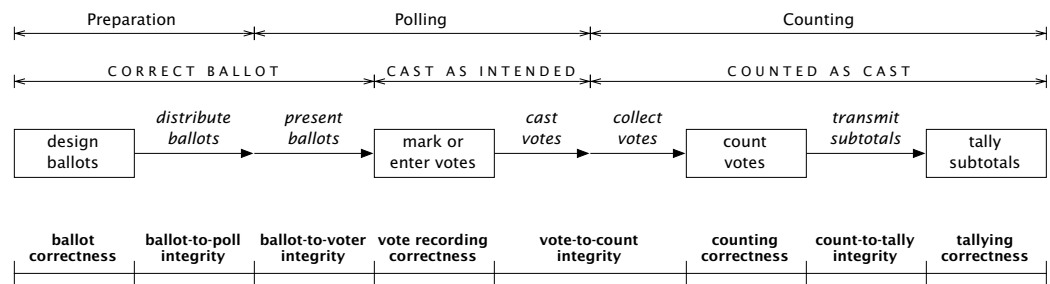 Preparation Polling Counting
CORRECT BALLOT CAST AS INTENDED COUNTED AS CAST
distribute ballots
present ballots
cast votes
collect votes
transmit subtotals
design ballots
mark or enter votes
count votes
tally subtotals
ballot correctness
ballot-to-poll integrity
ballot-to-voter integrity
vote recording correctness
vote-to-count integrity
counting correctness
count-to-tally integrity
tallying correctness